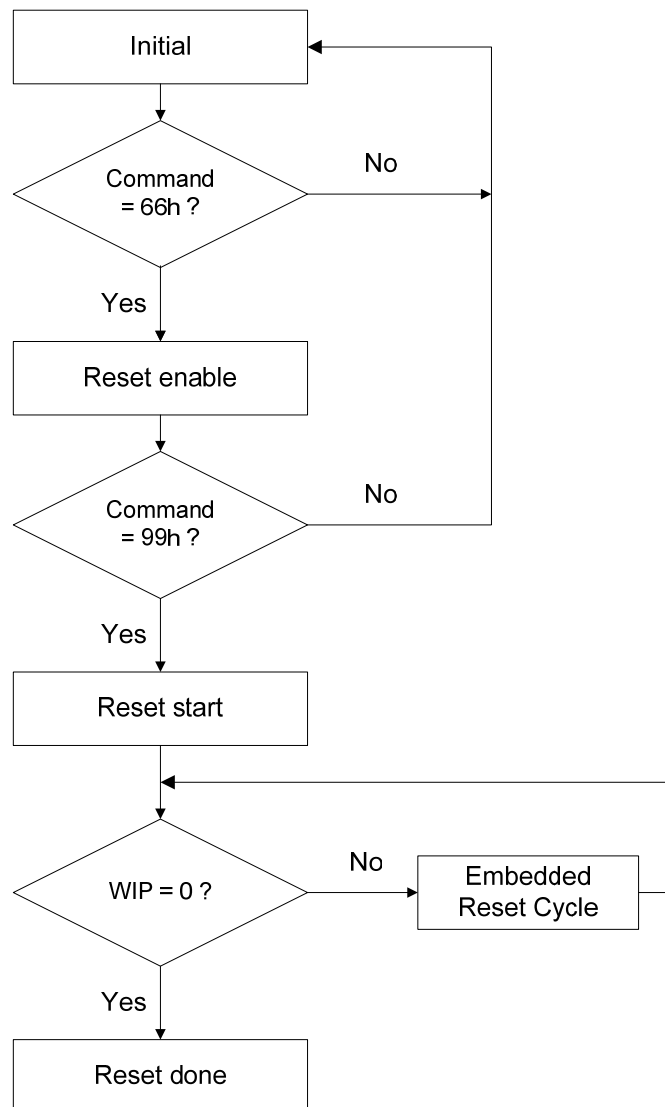 Initial
Command
= 66h ?
No
Yes
Reset enable
Command
= 99h ?
No
Yes
Reset start
WIP = 0 ?
No
Embedded
Reset Cycle
Yes
Reset done